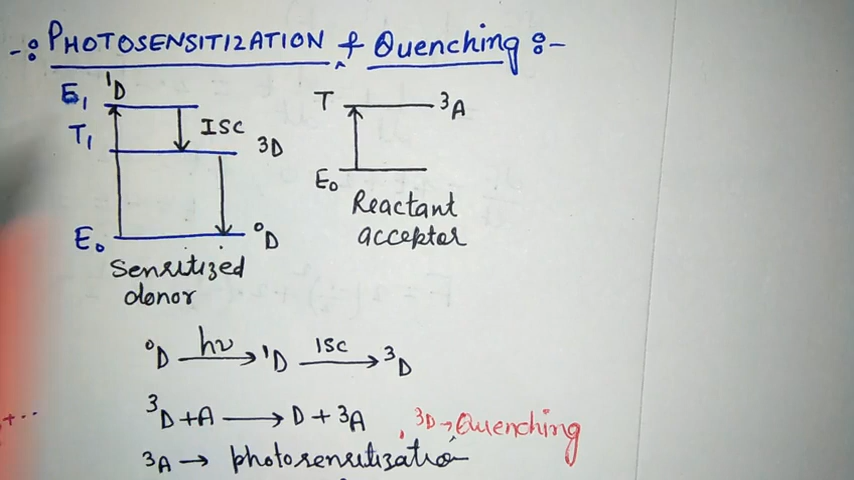 -: PHOTOSENSITIZATION & Quenching :-
E₁ ¹D
T₁ ISC ³D
E₀ ⁰D
Sensitized
donor
T ³A
E₀
Reactant
acceptor
⁰D —hν→ ¹D —ISC→ ³D
³D + A → D + ³A , ³D → Quenching
³A → photosensitization